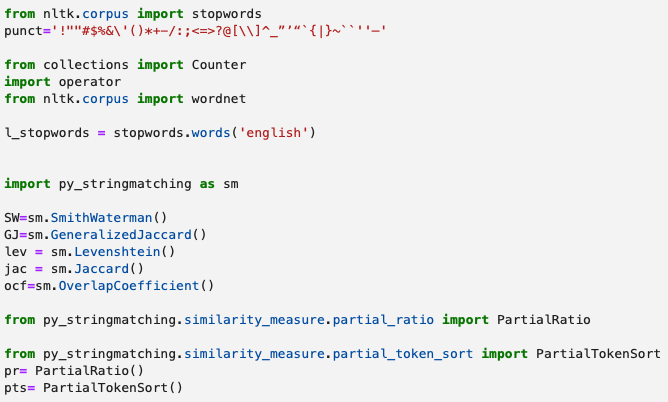 from nltk.corpus import stopwords
punct='!""#$%&\'()*+-/:;<=>?@[\\]^_”’“`{|}~``''—'
from collections import Counter
import operator
from nltk.corpus import wordnet
l_stopwords = stopwords.words('english')
import py_stringmatching as sm
SW=sm.SmithWaterman()
GJ=sm.GeneralizedJaccard()
lev = sm.Levenshtein()
jac = sm.Jaccard()
ocf=sm.OverlapCoefficient()
from py_stringmatching.similarity_measure.partial_ratio import PartialRatio
from py_stringmatching.similarity_measure.partial_token_sort import PartialTokenSort
pr= PartialRatio()
pts= PartialTokenSort()